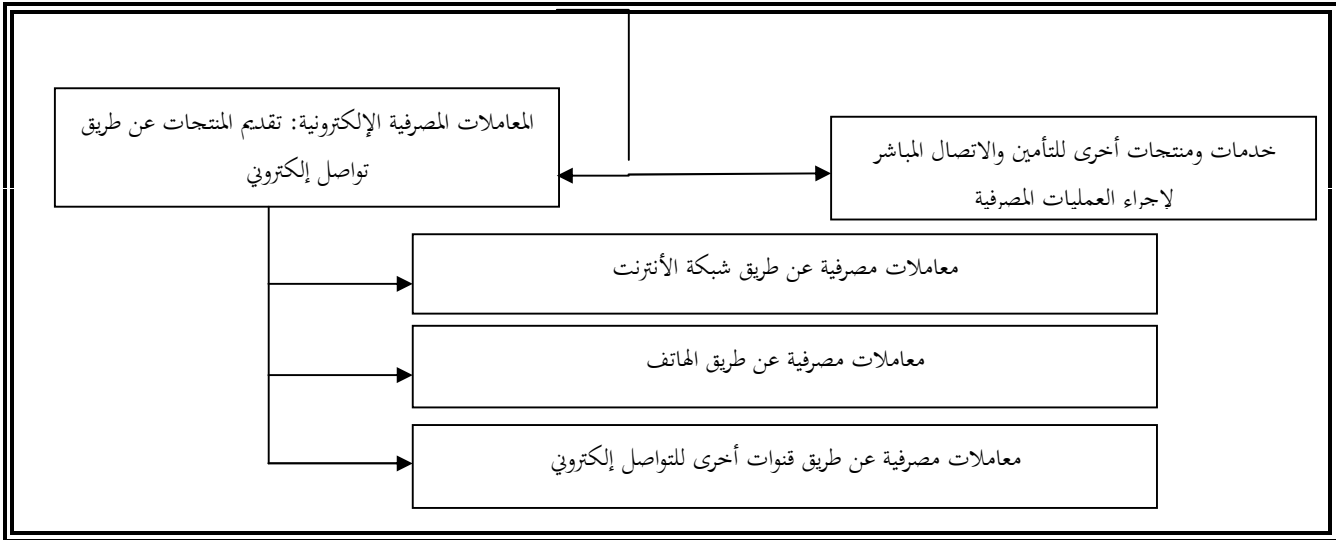 خدمات ومنتجات أخرى للتأمين والاتصال المباشر
لإجراء العمليات المصرفية
المعاملات المصرفية الإلكترونية: تقديم المنتجات عن طريق
تواصل إلكتروني
معاملات مصرفية عن طريق شبكة الأنترنت
معاملات مصرفية عن طريق الهاتف
معاملات مصرفية عن طريق قنوات أخرى للتواصل إلكتروني